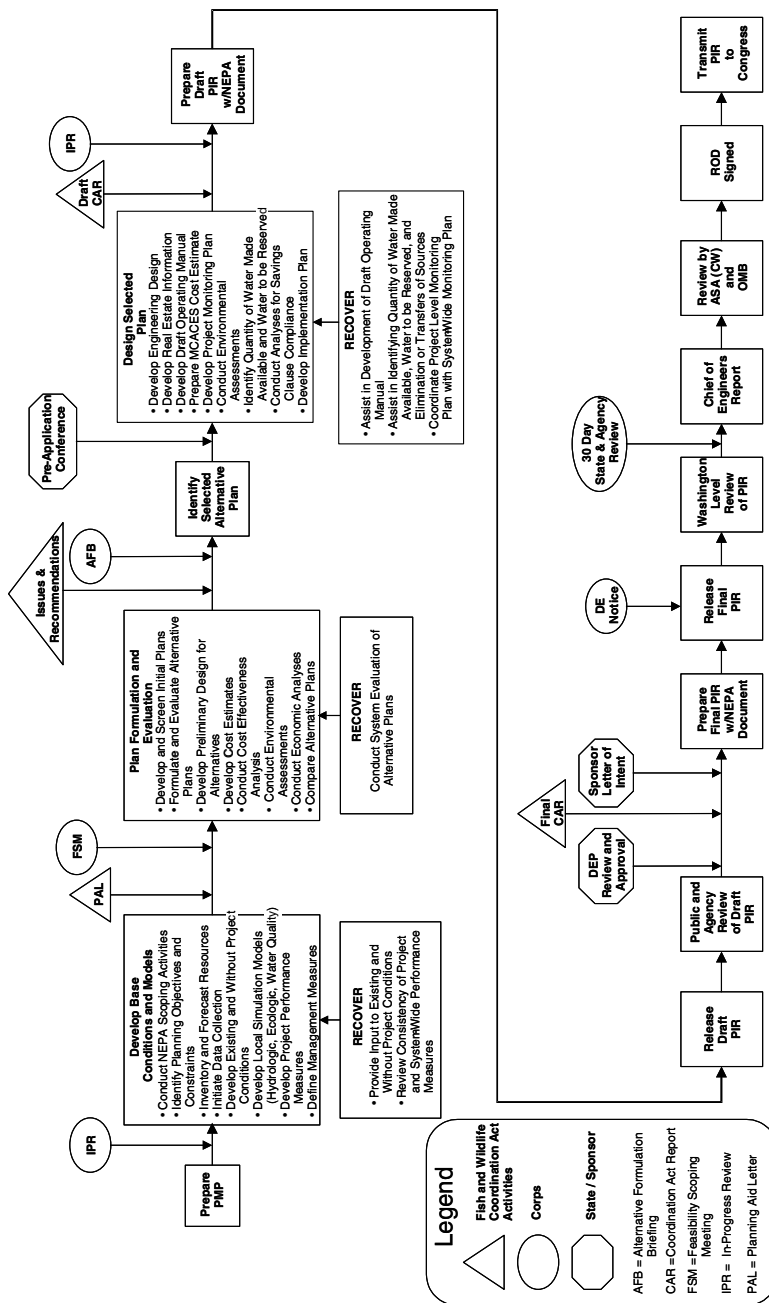 IPR
Prepare
PMP
Develop Base
Conditions and Models
• Conduct NEPA Scoping Activities
• Identify Planning Objectives and
Constraints
• Inventory and Forecast Resources
• Initiate Data Collection
• Develop Existing and Without Project
Conditions
• Develop Local Simulation Models
(Hydrologic, Ecologic, Water Quality)
• Develop Project Performance
Measures
• Define Management Measures
RECOVER
• Provide Input to Existing and
Without Project Conditions
• Review Consistency of Project
and SystemWide Performance
Measures
PAL
FSM
Plan Formulation and
Evaluation
• Develop and Screen Initial Plans
• Formulate and Evaluate Alternative
Plans
• Develop Preliminary Design for
Alternatives
• Develop Cost Estimates
• Conduct Cost Effectiveness
Analysis
• Conduct Environmental
Assessments
• Conduct Economic Analyses
• Compare Alternative Plans
RECOVER
Conduct System Evaluation of
Alternative Plans
Issues &
Recommendations
AFB
Identify
Selected
Alternative
Plan
Pre-Application
Conference
Design Selected
Plan
• Develop Engineering Design
• Develop Real Estate Information
• Develop Draft Operating Manual
• Prepare MCACES Cost Estimate
• Develop Project Monitoring Plan
• Conduct Environmental
Assessments
• Identify Quantity of Water Made
Available and Water to be Reserved
• Conduct Analyses for Savings
Clause Compliance
• Develop Implementation Plan
RECOVER
• Assist in Development of Draft Operating
Manual
• Assist in Identifying Quantity of Water Made
Available, Water to be Reserved, and
Elimination or Transfers of Sources
• Coordinate Project Level Monitoring
Plan with SystemWide Monitoring Plan
Draft
CAR
IPR
Prepare
Draft
PIR
w/NEPA
Document
Release
Draft
PIR
Public and
Agency
Review
of Draft
PIR
DEP
Review and
Approval
Final
CAR
Sponsor
Letter of
Intent
Prepare
Final PIR
w/NEPA
Document
DE
Notice
Release
Final
PIR
Washington
Level
Review
of PIR
30 Day
State & Agency
Review
Chief of
Engineers
Report
Review by
ASA (CW)
and
OMB
ROD
Signed
Transmit
PIR
to
Congress
Legend
Fish and Wildlife
Coordination Act
Activities
Corps
State / Sponsor
AFB = Alternative Formulation
Briefing
CAR =Coordination Act Report
FSM = Feasibility Scoping
Meeting
IPR = In-Progress Review
PAL = Planning Aid Letter